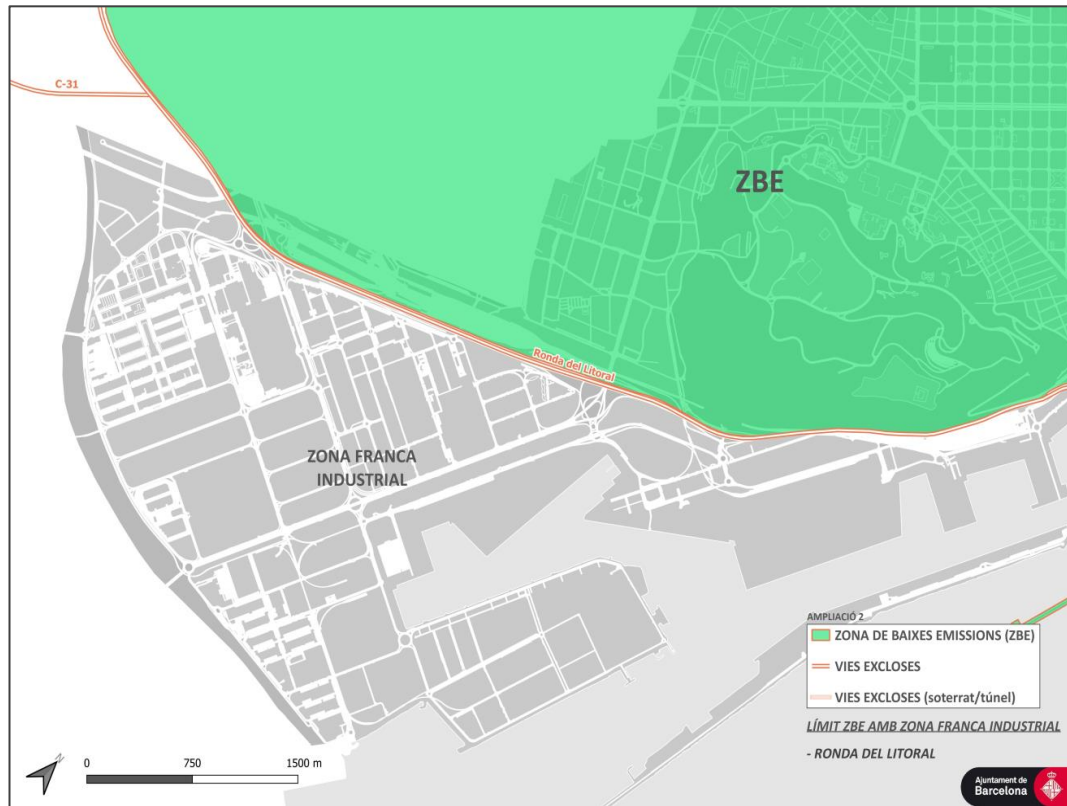 C-31
ZBE
Ronda del Litoral
ZONA FRANCA
INDUSTRIAL
AMPLIACIÓ 2
ZONA DE BAIXES EMISSIONS (ZBE)
VIES EXCLOSES
VIES EXCLOSES (soterrat/túnel)
LÍMIT ZBE AMB ZONA FRANCA INDUSTRIAL
- RONDA DEL LITORAL
N
0 750 1500 m
Ajuntament de
Barcelona